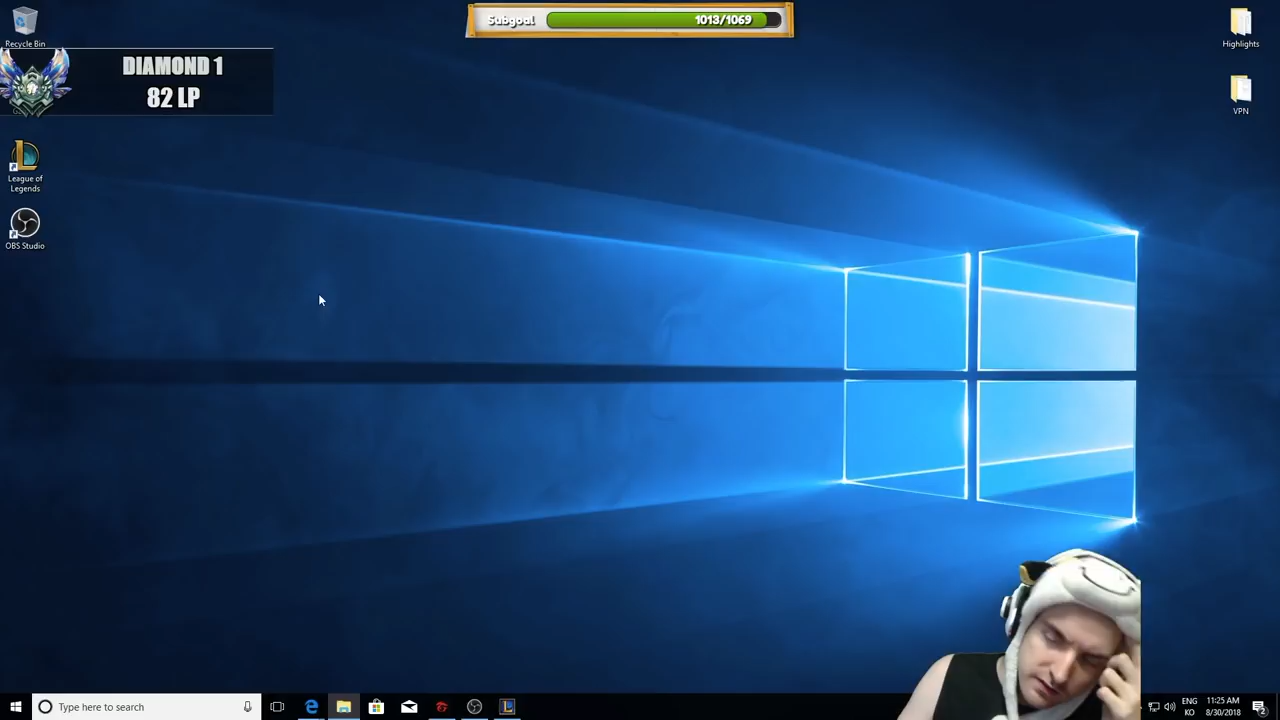 Subgoal 1013/1069
Recycle Bin
DIAMOND 1
82 LP
League of
Legends
OBS Studio
Highlights
VPN
Type here to search
ENG
KO
11:25 AM
8/30/2018
2